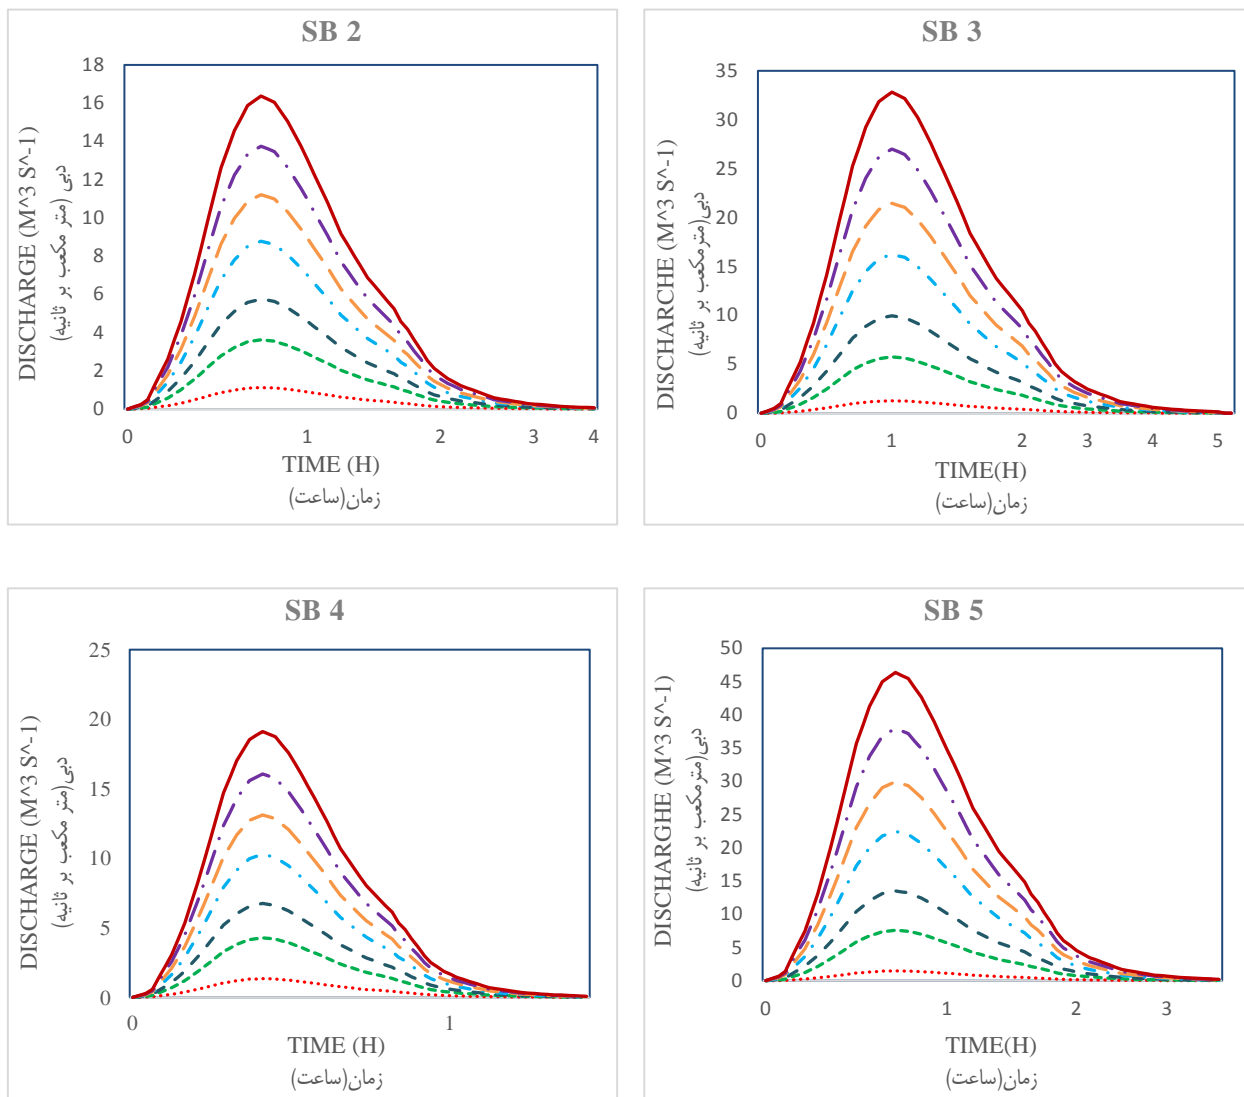 SB 2
18
16
14
12
10
8
6
4
2
0
DISCHARGE (M^3 S^-1)
دبی (متر مکعب بر ثانیه)
0 1 2 3 4
TIME (H)
زمان(ساعت)
SB 3
35
30
25
20
15
10
5
0
DISCHARCHE (M^3 S^-1)
دبی(مترمکعب بر ثانیه)
0 1 2 3 4 5
TIME(H)
زمان(ساعت)
SB 4
25
20
15
10
5
0
DISCHARGE (M^3 S^-1)
دبی(متر مکعب بر ثانیه)
0 1
TIME (H)
زمان(ساعت)
SB 5
50
45
40
35
30
25
20
15
10
5
0
DISCHARGHE (M^3 S^-1)
دبی(مترمکعب بر ثانیه)
0 1 2 3
TIME(H)
زمان(ساعت)